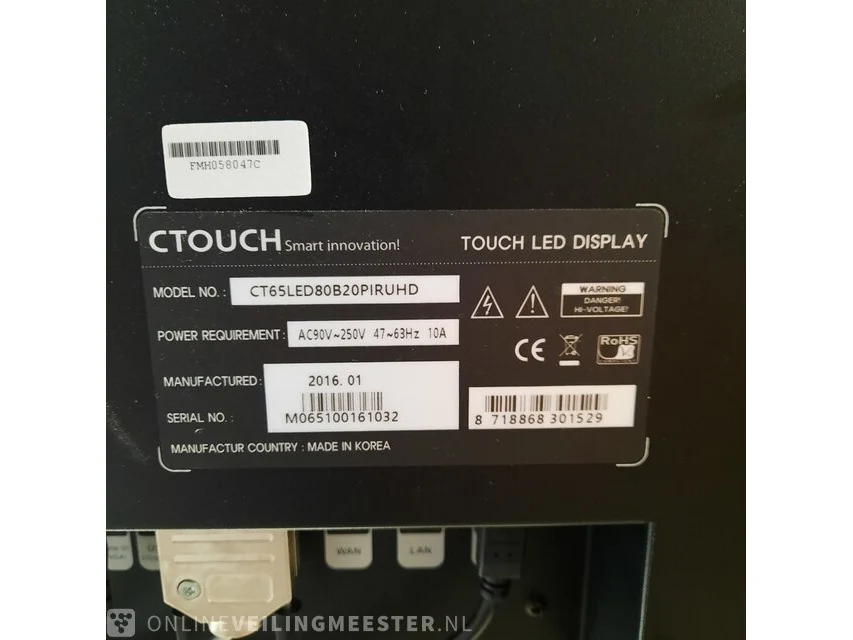 FMH058047C
CTOUCH Smart innovation! TOUCH LED DISPLAY
MODEL NO. : CT65LED80B20PIRUHD
WARNING
DANGER!
HI-VOLTAGE!
POWER REQUIREMENT : AC90V~250V 47~63Hz 10A
CE RoHS
MANUFACTURED : 2016. 01
SERIAL NO. : M065100161032
8 718868 301529
MANUFACTUR COUNTRY : MADE IN KOREA
WAN LAN
ONLINEVEILINGMEESTER.NL